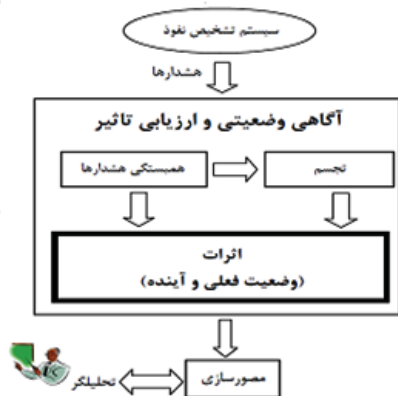 سیستم تشخیص نفوذ
هشدارها
آگاهی وضعیتی و ارزیابی تاثیر
همبستگی هشدارها
تجسم
اثرات
(وضعیت فعلی و آینده)
تحلیلگر
مصورسازی